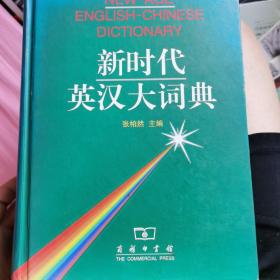 NEW AGE
ENGLISH-CHINESE
DICTIONARY
新时代
英汉大词典
张柏然 主编
商务印书馆
THE COMMERCIAL PRESS